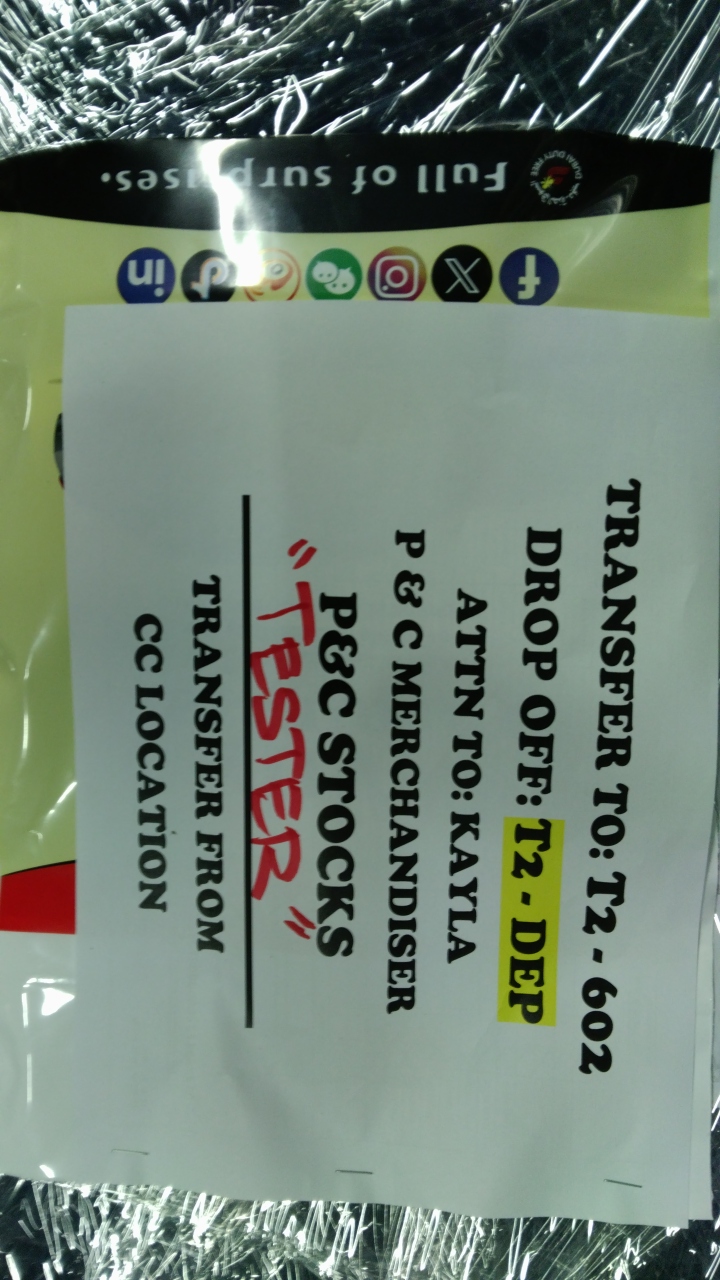 Full of surprises.
TRANSFER TO: T2 - 602
DROP OFF: T2 - DEP
ATTN TO: KAYLA
P & C MERCHANDISER
P&C STOCKS
"TESTER"
TRANSFER FROM
CC LOCATION